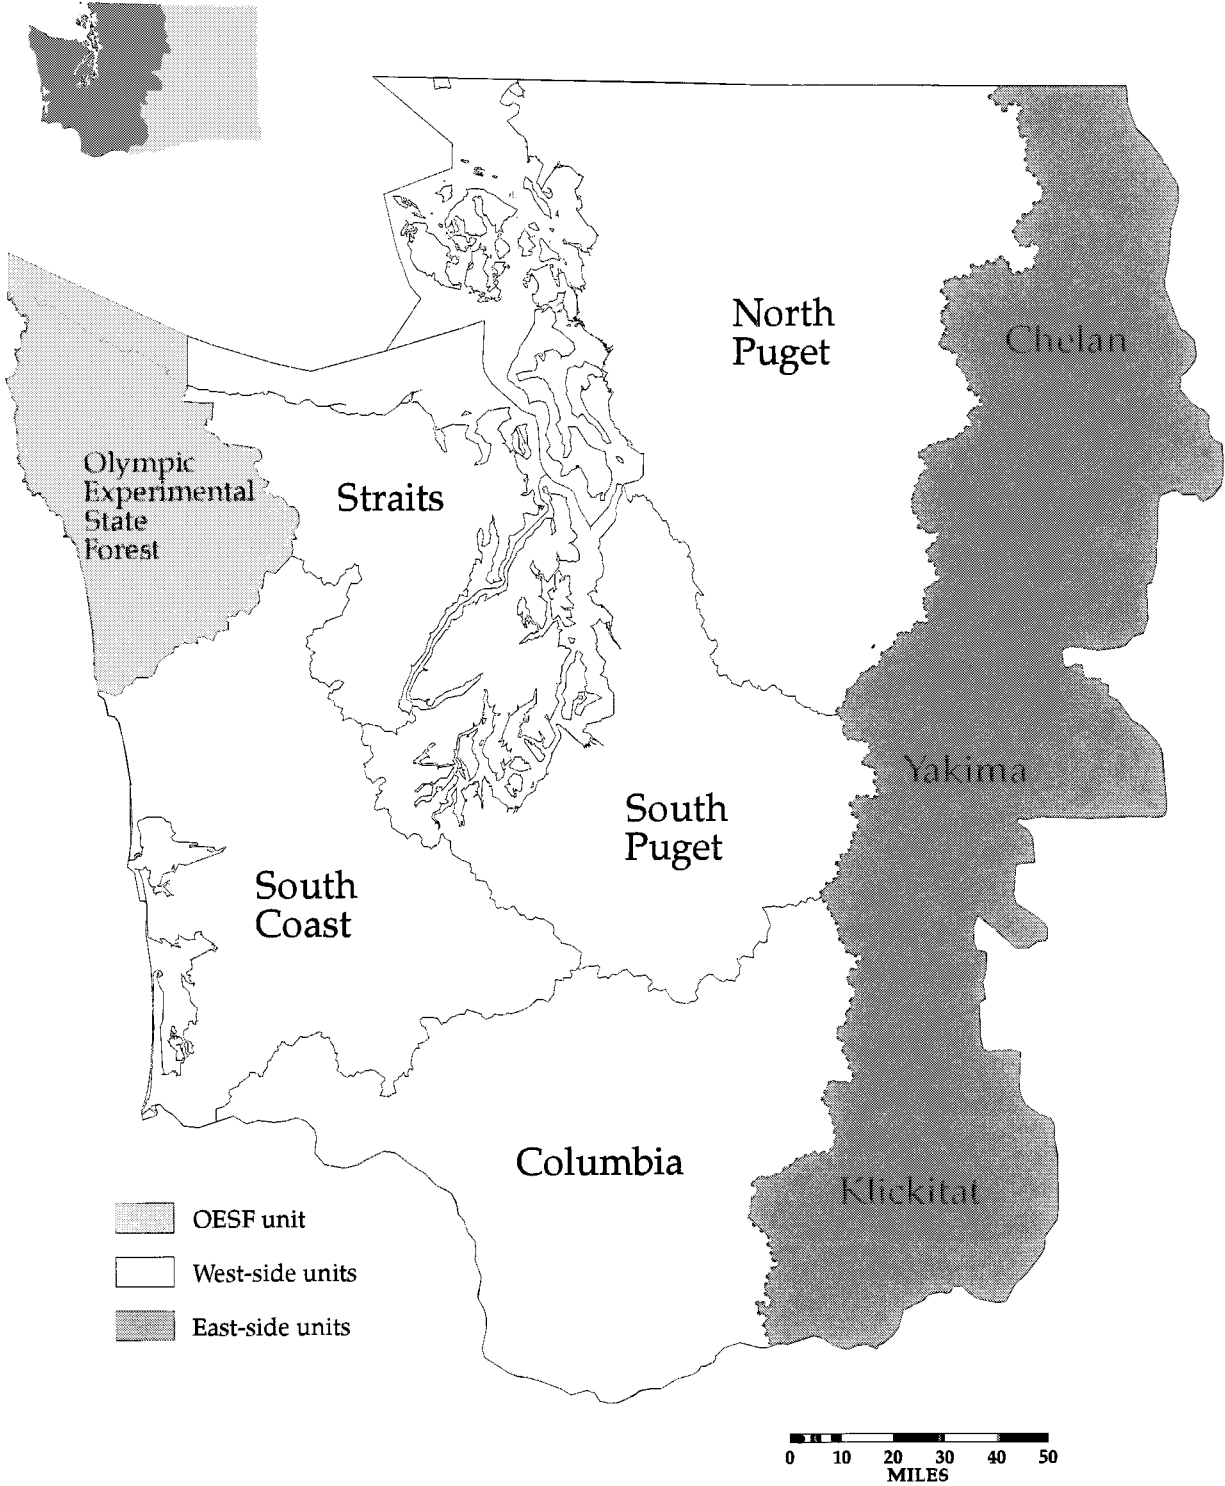 North
Puget
Chelan
Olympic
Experimental
State
Forest
Straits
Yakima
South
Puget
South
Coast
Columbia
Klickitat
OESF unit
West-side units
East-side units
0 10 20 30 40 50
MILES